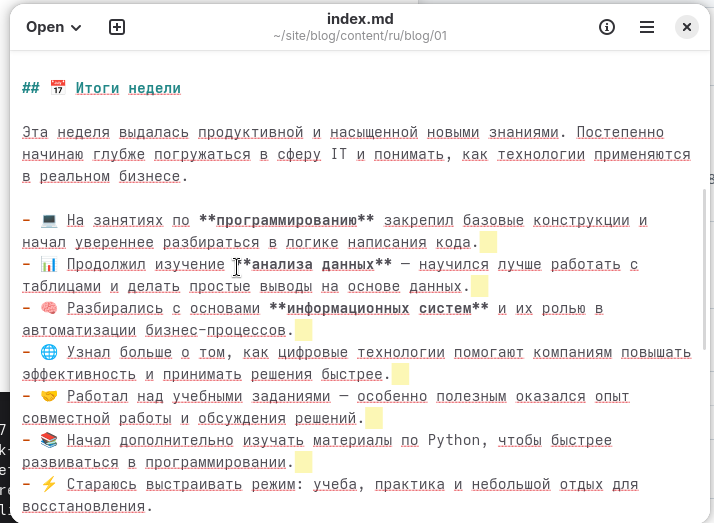 Open
index.md
~/site/blog/content/ru/blog/01
## 📅 Итоги недели
Эта неделя выдалась продуктивной и насыщенной новыми знаниями. Постепенно
начинаю глубже погружаться в сферу IT и понимать, как технологии применяются
в реальном бизнесе.
- 💻 На занятиях по **программированию** закрепил базовые конструкции и
начал увереннее разбираться в логике написания кода.
- 📊 Продолжил изучение **анализа данных** — научился лучше работать с
таблицами и делать простые выводы на основе данных.
- 🧠 Разбирались с основами **информационных систем** и их ролью в
автоматизации бизнес-процессов.
- 🌐 Узнал больше о том, как цифровые технологии помогают компаниям повышать
эффективность и принимать решения быстрее.
- 🤝 Работал над учебными заданиями — особенно полезным оказался опыт
совместной работы и обсуждения решений.
- 📚 Начал дополнительно изучать материалы по Python, чтобы быстрее
развиваться в программировании.
- ⚡ Стараюсь выстраивать режим: учеба, практика и небольшой отдых для
восстановления.